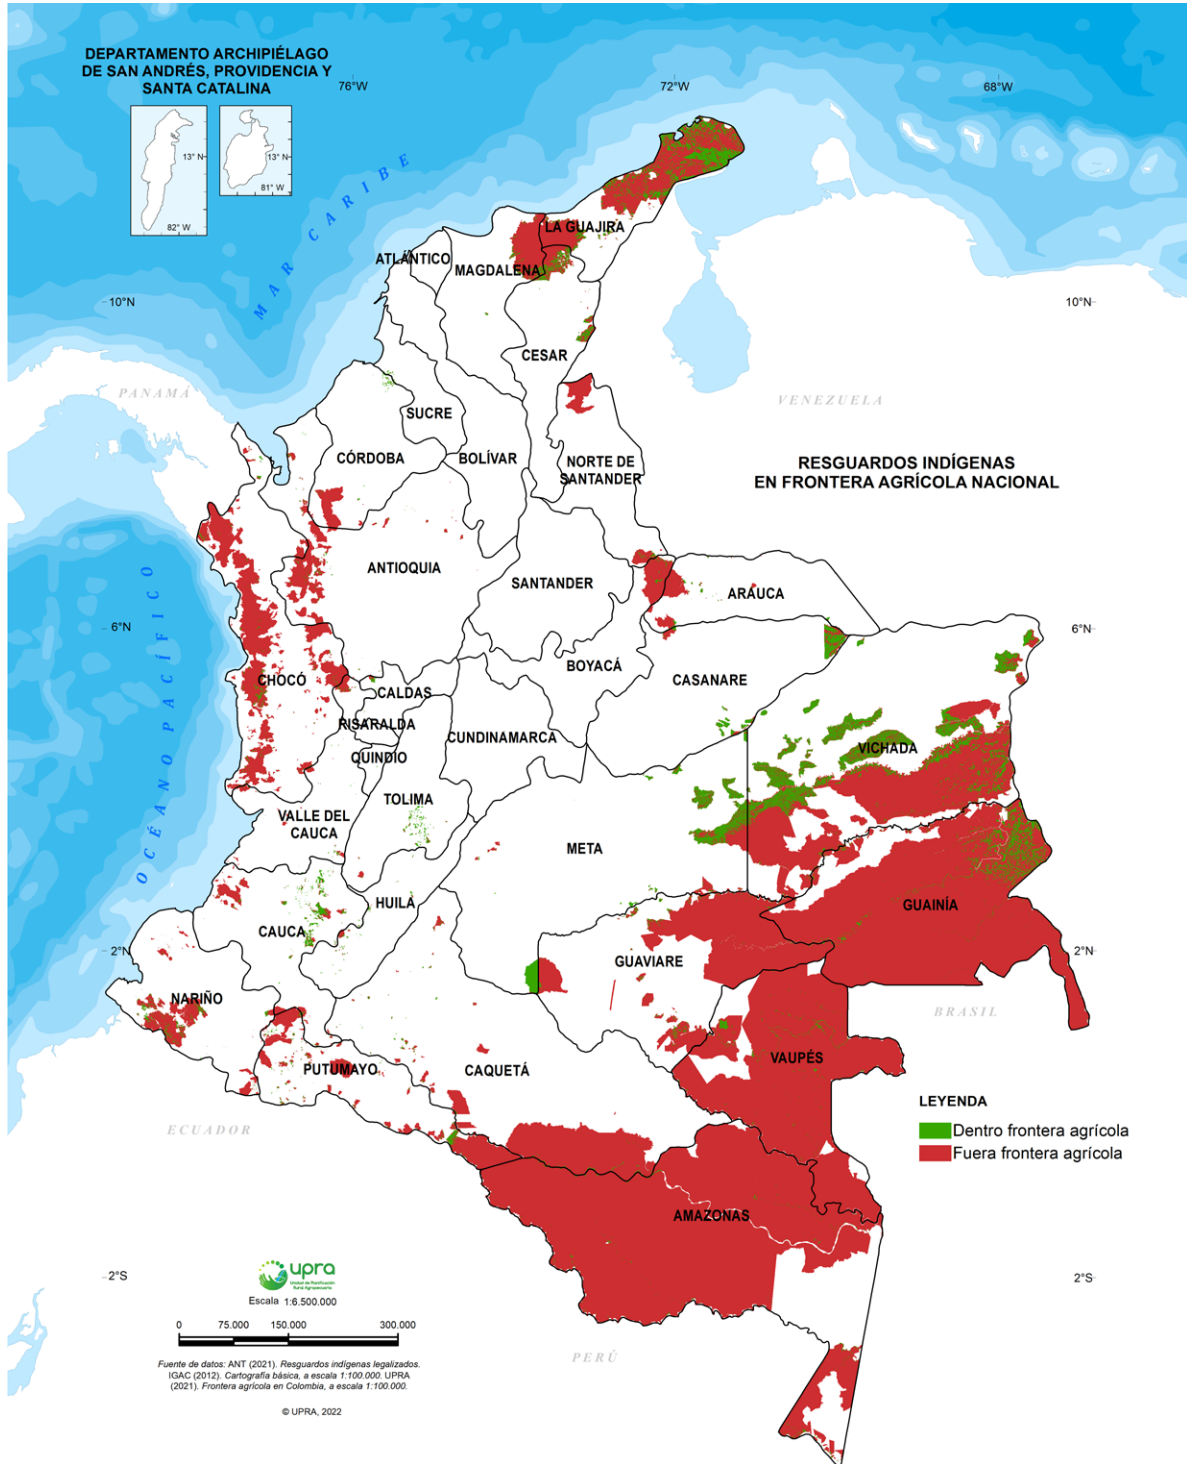 DEPARTAMENTO ARCHIPIÉLAGO
DE SAN ANDRÉS, PROVIDENCIA Y
SANTA CATALINA
76°W
72°W
68°W
13° N
82° W
13° N
81° W
MAR CARIBE
LA GUAJIRA
ATLÁNTICO
MAGDALENA
10°N
10°N
CESAR
PANAMÁ
VENEZUELA
SUCRE
CÓRDOBA
BOLÍVAR
NORTE DE
SANTANDER
RESGUARDOS INDÍGENAS
EN FRONTERA AGRÍCOLA NACIONAL
ANTIOQUIA
SANTANDER
ARAUCA
OCÉANO PACÍFICO
6°N
6°N
BOYACÁ
CHOCÓ
CALDAS
CASANARE
RISARALDA
CUNDINAMARCA
VICHADA
QUINDIO
TOLIMA
VALLE DEL
CAUCA
META
HUILA
GUAINÍA
CAUCA
2°N
2°N
GUAVIARE
NARIÑO
BRASIL
VAUPÉS
PUTUMAYO
CAQUETÁ
LEYENDA
Dentro frontera agrícola
Fuera frontera agrícola
ECUADOR
AMAZONAS
2°S
2°S
upra
Unidad de Planificación
Rural Agropecuaria
Escala 1:6.500.000
0 75.000 150.000 300.000
PERÚ
Fuente de datos: ANT (2021). Resguardos indígenas legalizados.
IGAC (2012). Cartografía básica, a escala 1:100.000. UPRA
(2021). Frontera agrícola en Colombia, a escala 1:100.000.
© UPRA, 2022